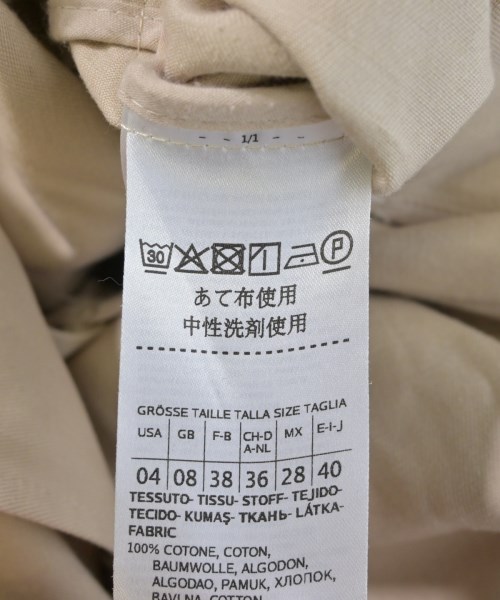 - - 1/1 - -
30 P
あて布使用
中性洗剤使用
GRÖSSE TAILLE TALLA SIZE TAGLIA
USA GB F-B CH-D A-NL MX E-I-J
04 08 38 36 28 40
TESSUTO- TISSU- STOFF- TEJIDO-
TECIDO- KUMAŞ- ТКАНЬ- LÁTKA-
FABRIC
100% COTONE, COTON,
BAUMWOLLE, ALGODON,
ALGODAO, PAMUK, ХЛОПОК,
BAVLNA, COTTON